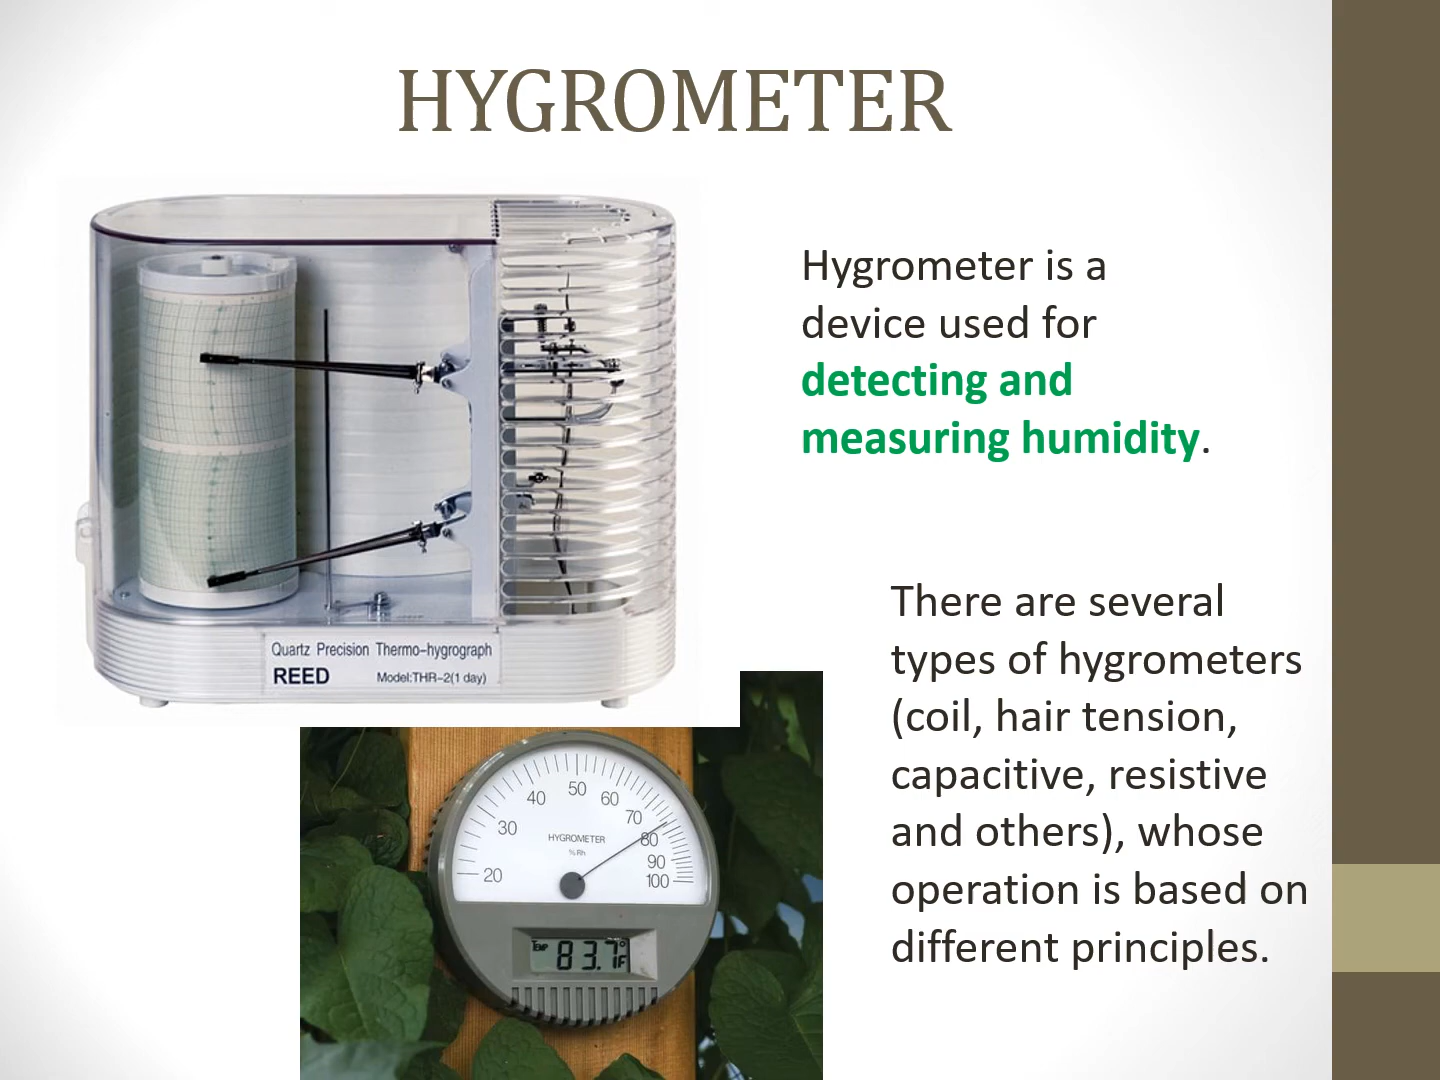 HYGROMETER
Hygrometer is a
device used for
detecting and
measuring humidity.
Quartz Precision Thermo-hygrograph
REED Model:THR-2(1 day)
There are several
types of hygrometers
(coil, hair tension,
capacitive, resistive
and others), whose
operation is based on
different principles.
20 30 40 50 60 70 80 90 100
HYGROMETER
% Rh
TEMP 83.7°F